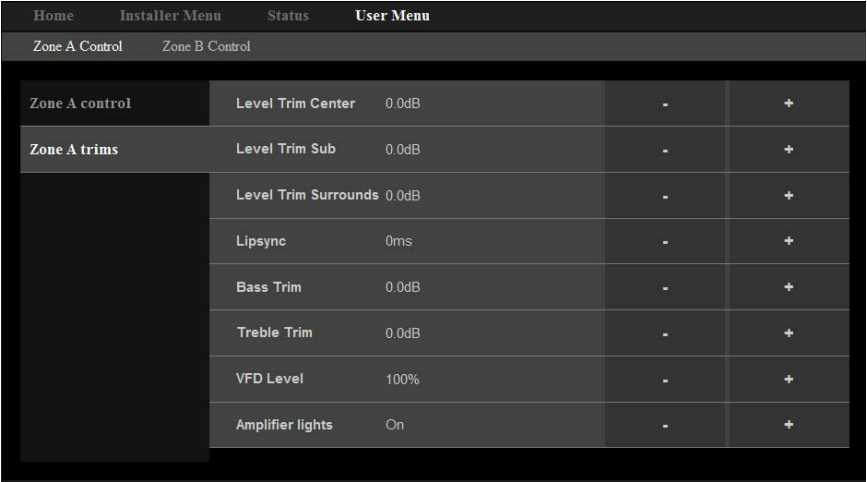 Home Installer Menu Status User Menu
Zone A Control Zone B Control
Zone A control
Zone A trims
Level Trim Center 0.0dB - +
Level Trim Sub 0.0dB - +
Level Trim Surrounds 0.0dB - +
Lipsync 0ms - +
Bass Trim 0.0dB - +
Treble Trim 0.0dB - +
VFD Level 100% - +
Amplifier lights On - +